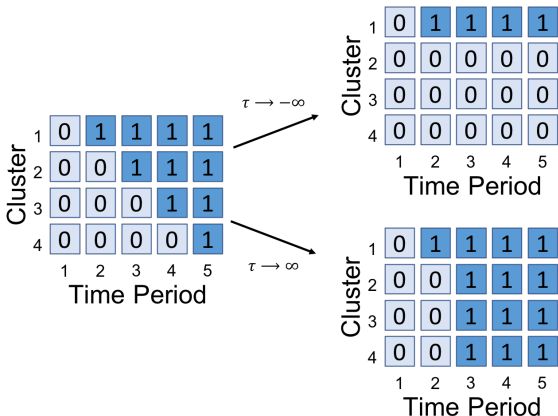 Cluster
1 0 1 1 1 1
2 0 0 1 1 1
3 0 0 0 1 1
4 0 0 0 0 1
1 2 3 4 5
Time Period
τ → −∞
τ → ∞
Cluster
1 0 1 1 1 1
2 0 0 0 0 0
3 0 0 0 0 0
4 0 0 0 0 0
1 2 3 4 5
Time Period
Cluster
1 0 1 1 1 1
2 0 0 1 1 1
3 0 0 1 1 1
4 0 0 1 1 1
1 2 3 4 5
Time Period